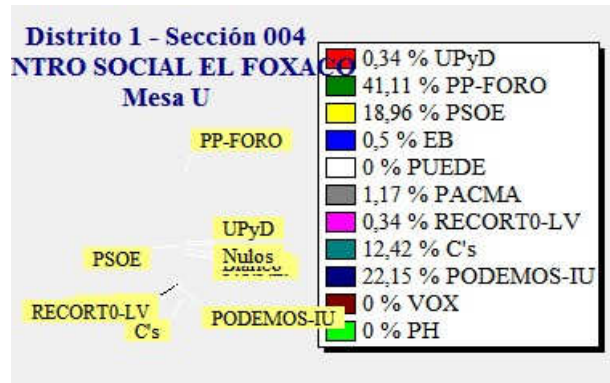 Distrito 1 - Sección 004
NTRO SOCIAL EL FOXACO
Mesa U
0,34 % UPyD
41,11 % PP-FORO
18,96 % PSOE
0,5 % EB
0 % PUEDE
1,17 % PACMA
0,34 % RECORT0-LV
12,42 % C's
22,15 % PODEMOS-IU
0 % VOX
0 % PH
PP-FORO
UPyD
PSOE
Nulos
RECORT0-LV
C's
PODEMOS-IU